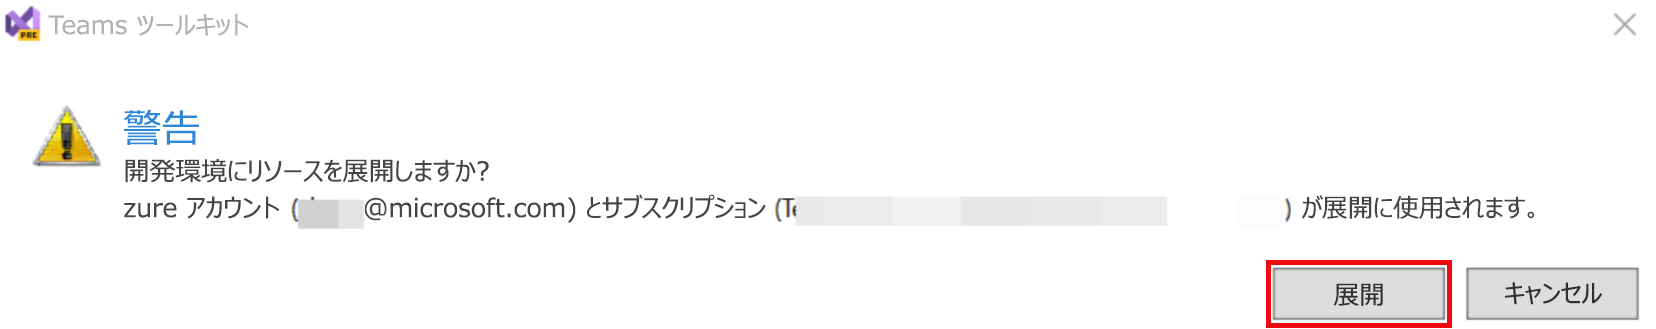 PRE
Teams ツールキット
警告
開発環境にリソースを展開しますか?
zure アカウント ( @microsoft.com) とサブスクリプション (Te ) が展開に使用されます。
展開
キャンセル